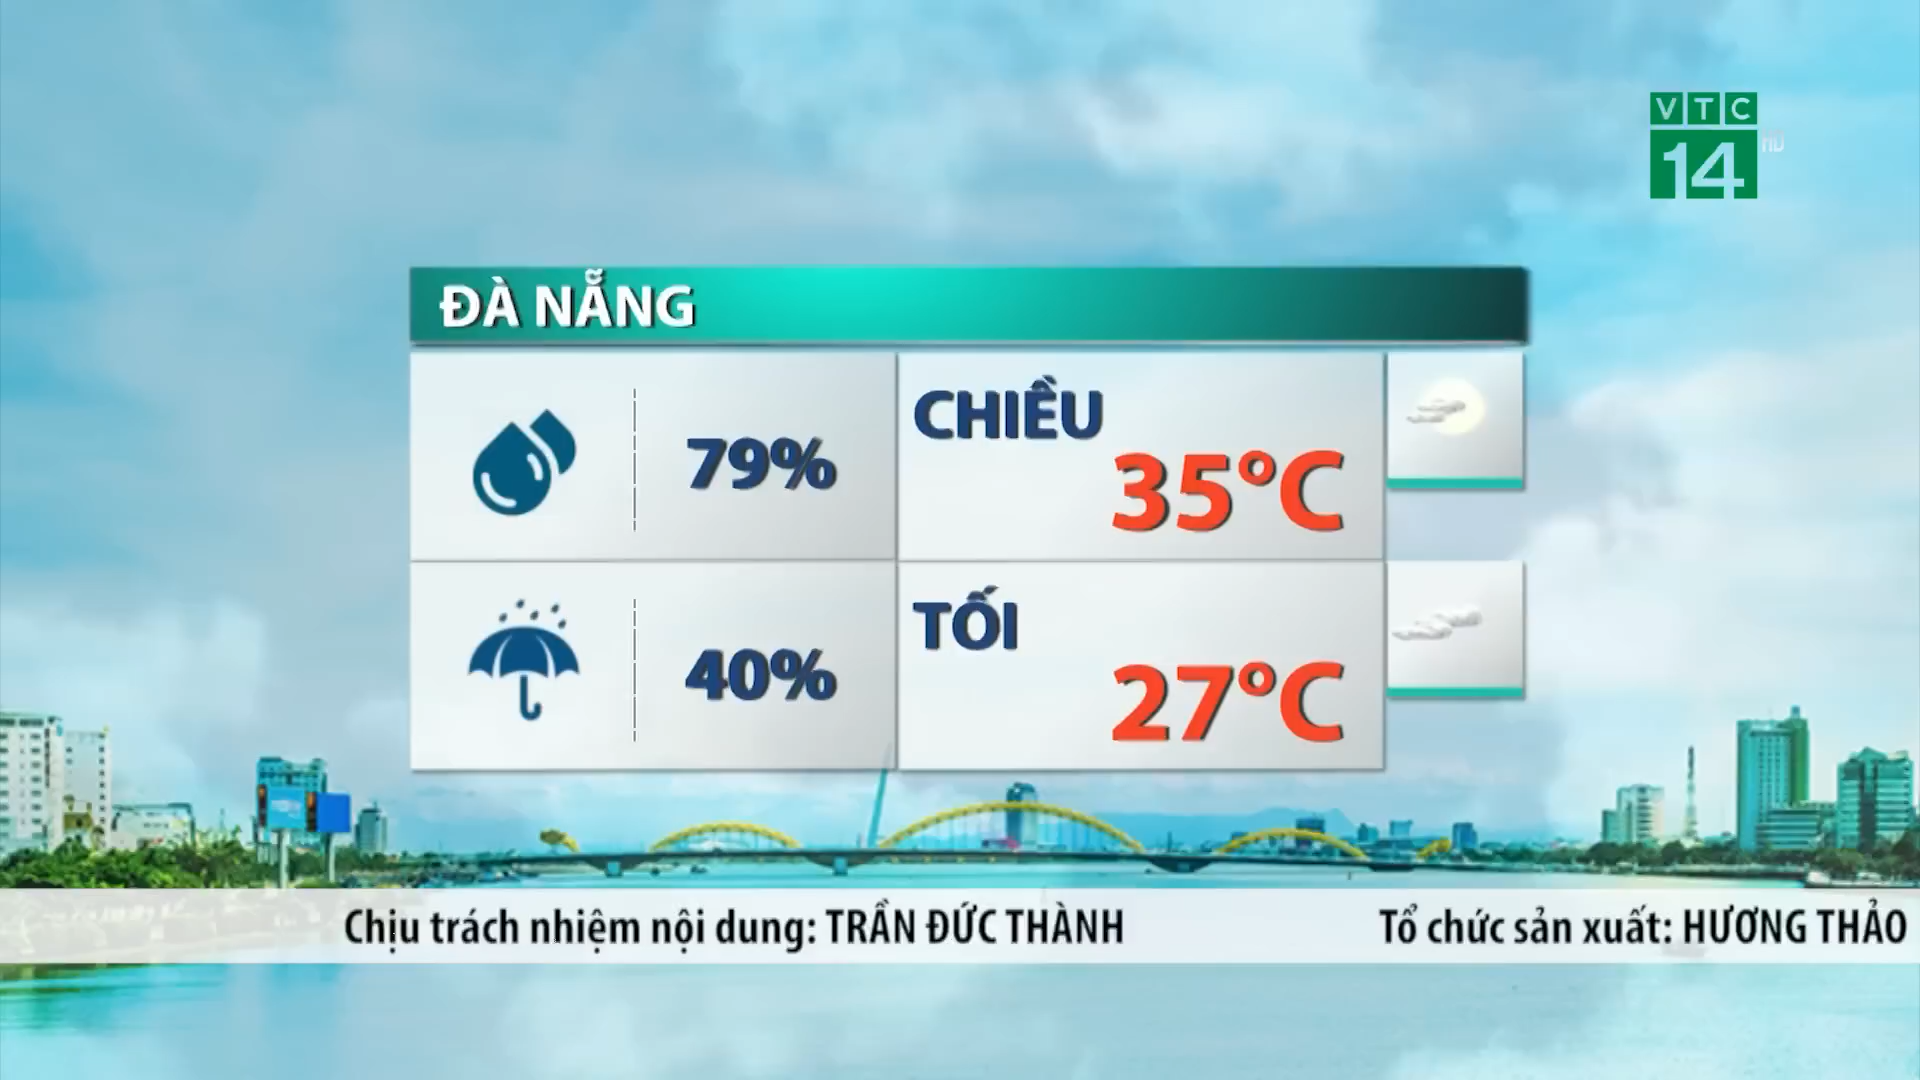 VTC
14 HD
ĐÀ NẴNG
79%
CHIỀU
35°C
40%
TỐI
27°C
Chịu trách nhiệm nội dung: TRẦN ĐỨC THÀNH
Tổ chức sản xuất: HƯƠNG THẢO